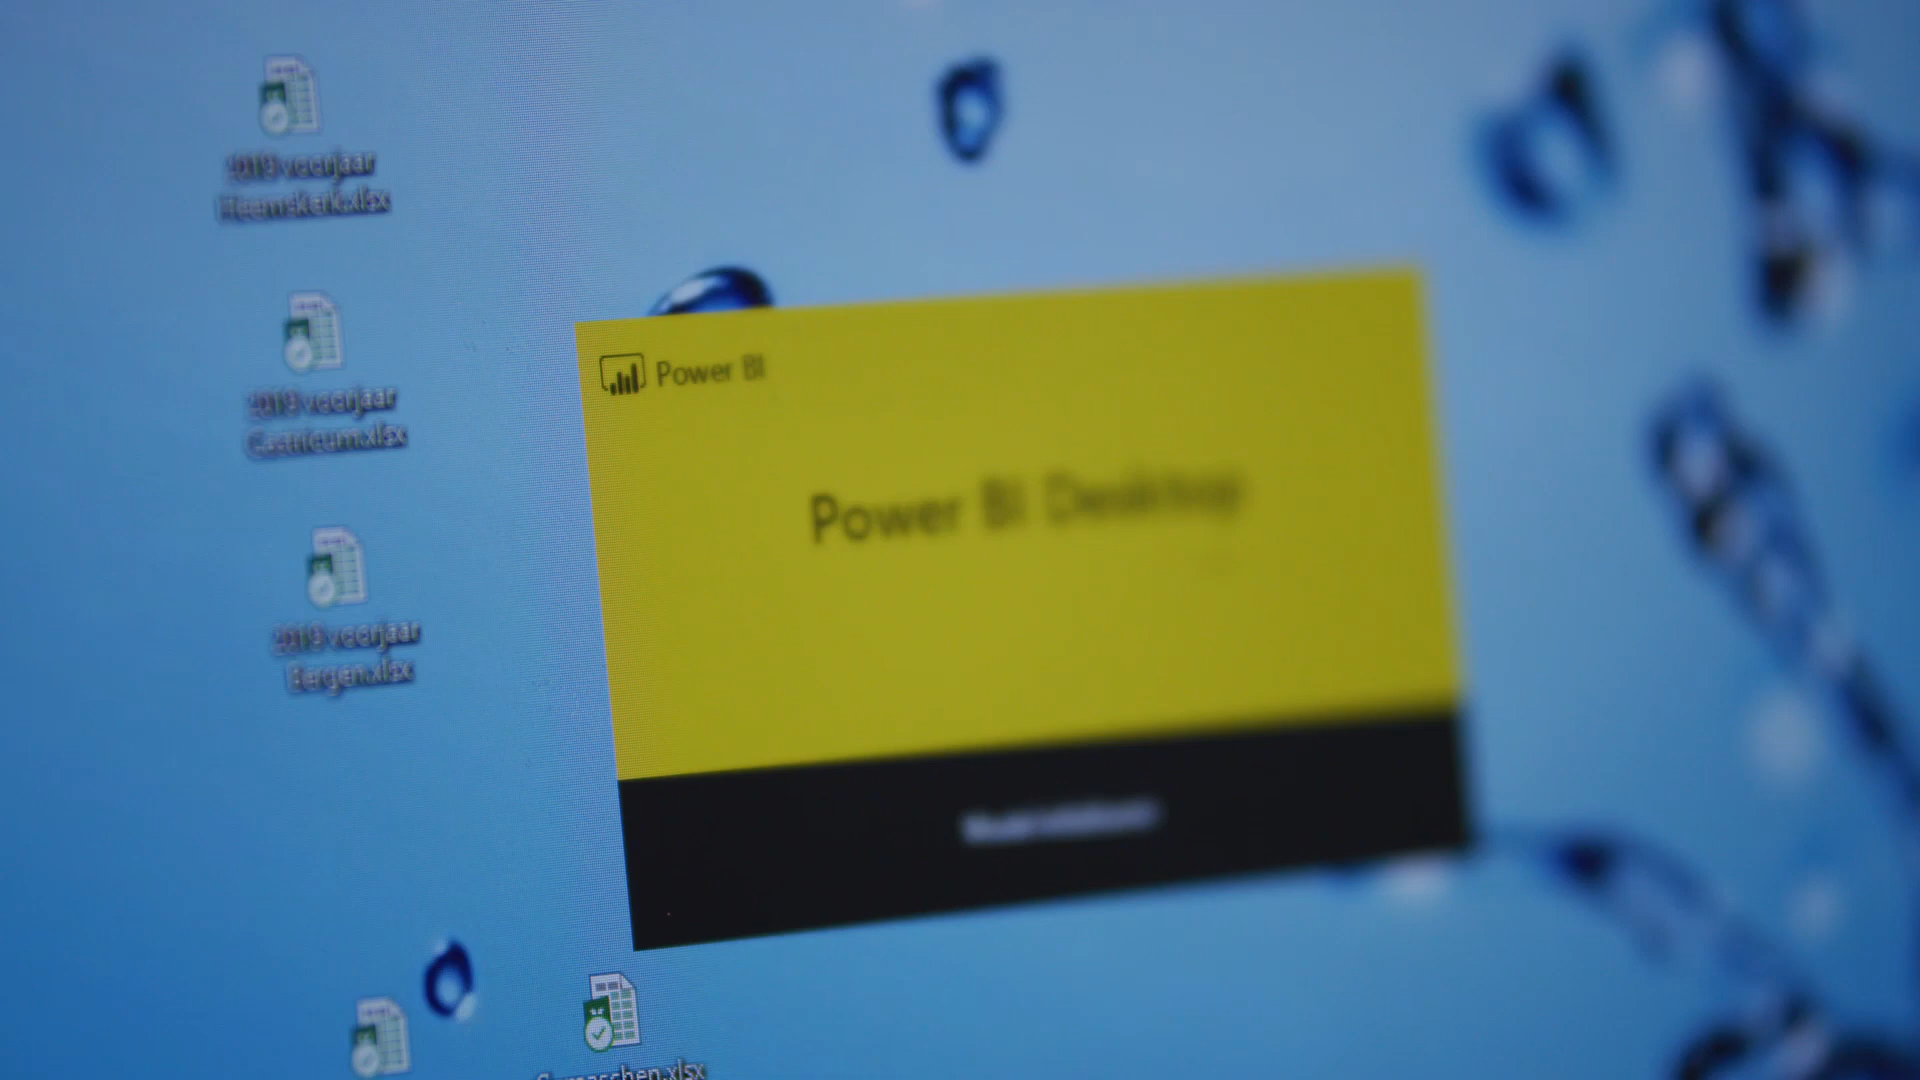 2019 voorjaar
Heemskerk.xlsx
2019 voorjaar
Castricum.xlsx
2019 voorjaar
Bergen.xlsx
Power BI
Power BI Desktop